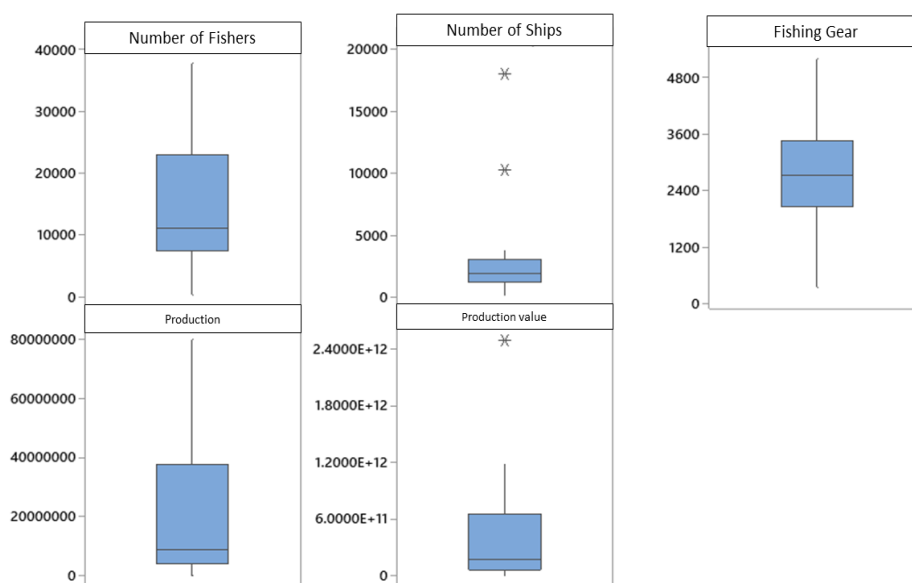 Number of Fishers
40000
30000
20000
10000
0
Number of Ships
20000
15000
10000
5000
0
Fishing Gear
4800
3600
2400
1200
0
Production
80000000
60000000
40000000
20000000
0
Production value
2.4000E+12
1.8000E+12
1.2000E+12
6.0000E+11
0